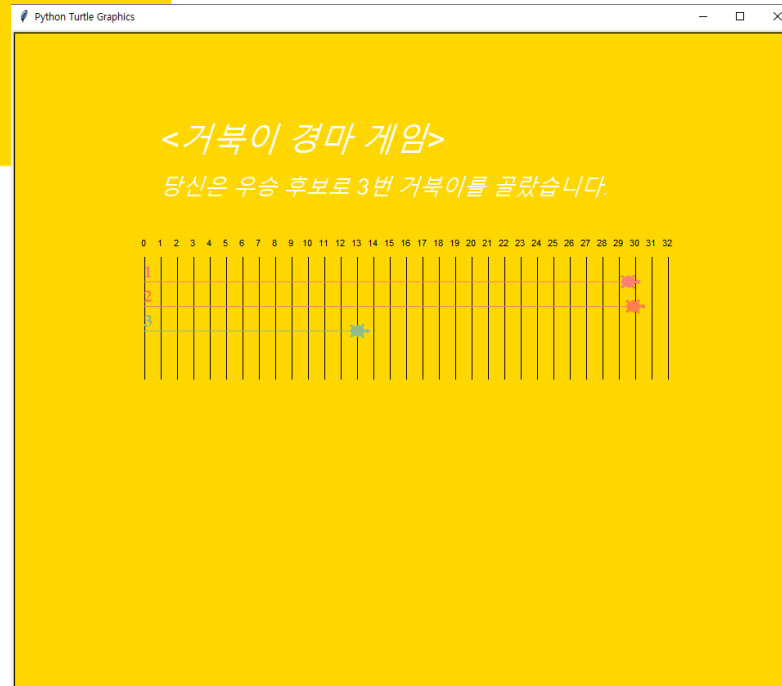 Python Turtle Graphics
<거북이 경마 게암>
당신은 우승 후보로 3번 거북이를 골랐습니다.
0 1 2 3 4 5 6 7 8 9 10 11 12 13 14 15 16 17 18 19 20 21 22 23 24 25 26 27 28 29 30 31 32
1
2
3